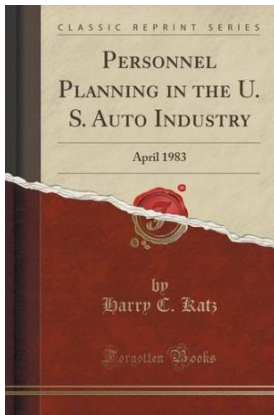 CLASSIC REPRINT SERIES
PERSONNEL
PLANNING IN THE U.
S. AUTO INDUSTRY
April 1983
by
Harry C. Katz
Forgotten Books